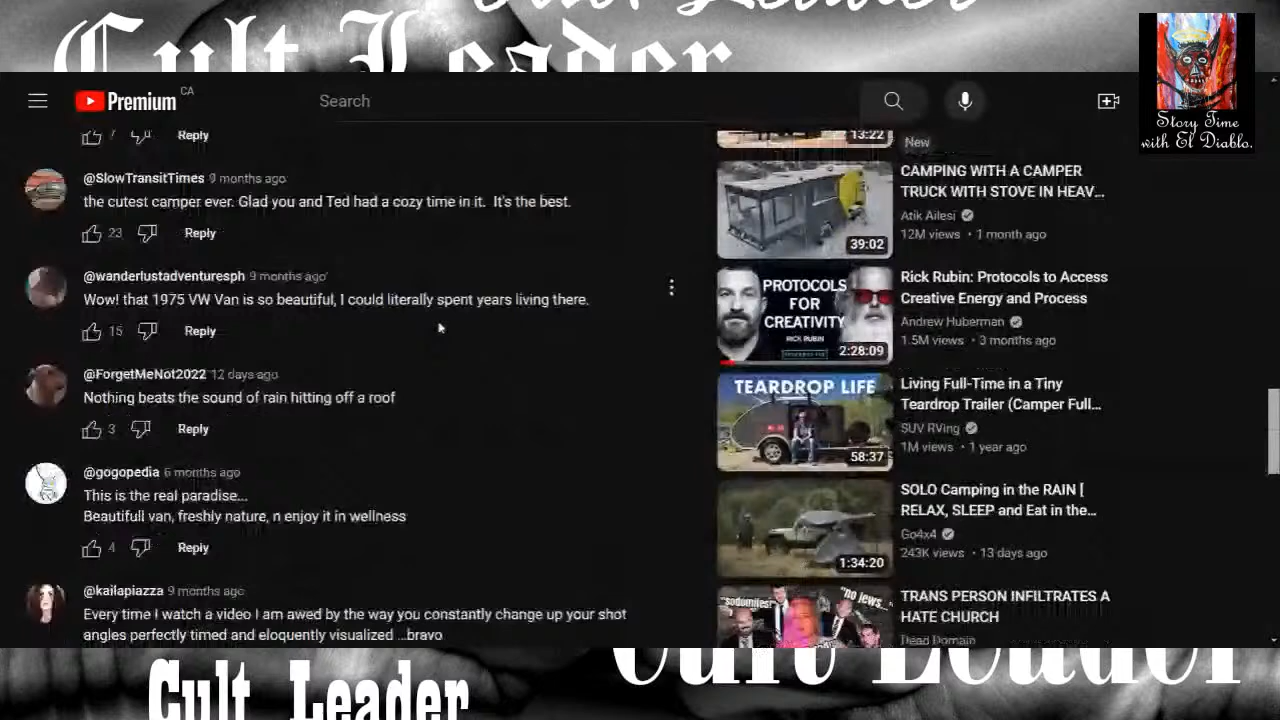 Cult Leader
Cult Leader
Story Time
with El Diablo.
Premium
CA
Search
7
Reply
@SlowTransitTimes 9 months ago
the cutest camper ever. Glad you and Ted had a cozy time in it. It's the best.
23
Reply
@wanderlustadventuresph 9 months ago
Wow! that 1975 VW Van is so beautiful, I could literally spent years living there.
15
Reply
@ForgetMeNot2022 12 days ago
Nothing beats the sound of rain hitting off a roof
3
Reply
@gogopedia 6 months ago
This is the real paradise...
Beautifull van, freshly nature, n enjoy it in wellness
4
Reply
@kailapiazza 9 months ago
Every time I watch a video I am awed by the way you constantly change up your shot
angles perfectly timed and eloquently visualized ...bravo
13:22
New
39:02
CAMPING WITH A CAMPER
TRUCK WITH STOVE IN HEAV...
Atik Ailesi
12M views • 1 month ago
PROTOCOLS
FOR
CREATIVITY
RICK RUBIN
2:28:09
Rick Rubin: Protocols to Access
Creative Energy and Process
Andrew Huberman
1.5M views • 3 months ago
TEARDROP LIFE
58:37
Living Full-Time in a Tiny
Teardrop Trailer (Camper Full...
SUV RVing
1M views • 1 year ago
1:34:20
SOLO Camping in the RAIN [
RELAX, SLEEP and Eat in the...
Go4x4
243K views • 13 days ago
"sodomites!"
"no jews..."
TRANS PERSON INFILTRATES A
HATE CHURCH
Dead Domain
Cult Leader
Cult Leader